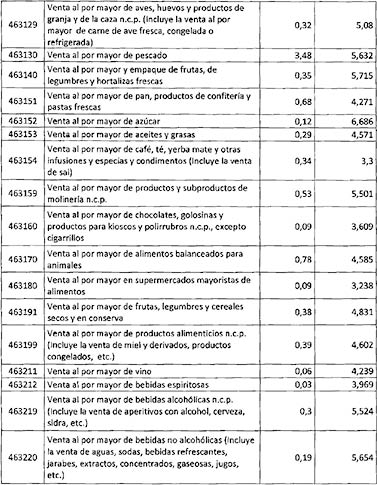 Venta al por mayor de aves, huevos y productos de
463129 granja y de la caza n.c.p. (Incluye la venta al por 0,32 5,08
mayor de carne de ave fresca, congelada o
refrigerada)
463130 Venta al por mayor de pescado 3,48 5,632
463140 Venta al por mayor y empaque de frutas, de 0,35 5,715
legumbres y hortalizas frescas
463151 Venta al por mayor de pan, productos de confitería y 0,68 4,271
pastas frescas
463152 Venta al por mayor de azúcar 0,12 6,686
463153 Venta al por mayor de aceites y grasas 0,29 4,571
Venta al por mayor de café, té, yerba mate y otras
463154 infusiones y especias y condimentos (Incluye la venta 0,34 3,3
de sal)
463159 Venta al por mayor de productos y subproductos de 0,53 5,501
molinería n.c.p.
Venta al por mayor de chocolates, golosinas y
463160 productos para kioscos y polirrubros n.c.p., excepto 0,09 3,609
cigarrillos
463170 Venta al por mayor de alimentos balanceados para 0,78 4,585
animales
463180 Venta al por mayor en supermercados mayoristas de 0,09 3,238
alimentos
463191 Venta al por mayor de frutas, legumbres y cereales 0,38 4,831
secos y en conserva
Venta al por mayor de productos alimenticios n.c.p.
463199 (Incluye la venta de miel y derivados, productos 0,39 4,602
congelados, etc.)
463211 Venta al por mayor de vino 0,06 4,239
463212 Venta al por mayor de bebidas espiritosas 0,03 3,969
Venta al por mayor de bebidas alcohólicas n.c.p.
463219 (Incluye la venta de aperitivos con alcohol, cerveza, 0,3 5,524
sidra, etc.)
Venta al por mayor de bebidas no alcohólicas (Incluye
463220 la venta de aguas, sodas, bebidas refrescantes, 0,19 5,654
jarabes, extractos, concentrados, gaseosas, jugos,
etc.)